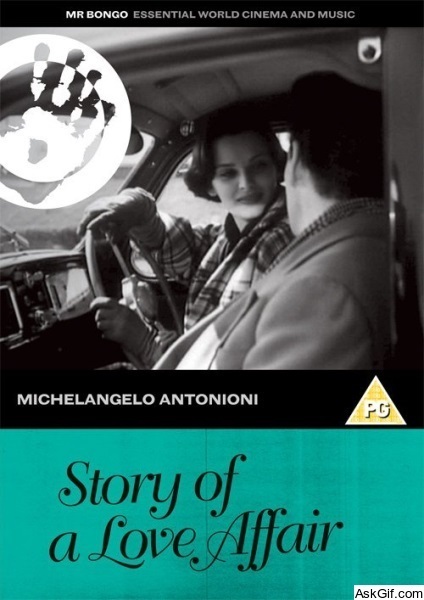 MR BONGO ESSENTIAL WORLD CINEMA AND MUSIC
MICHELANGELO ANTONIONI
PG
Story of
a Love Affair
AskGif.com